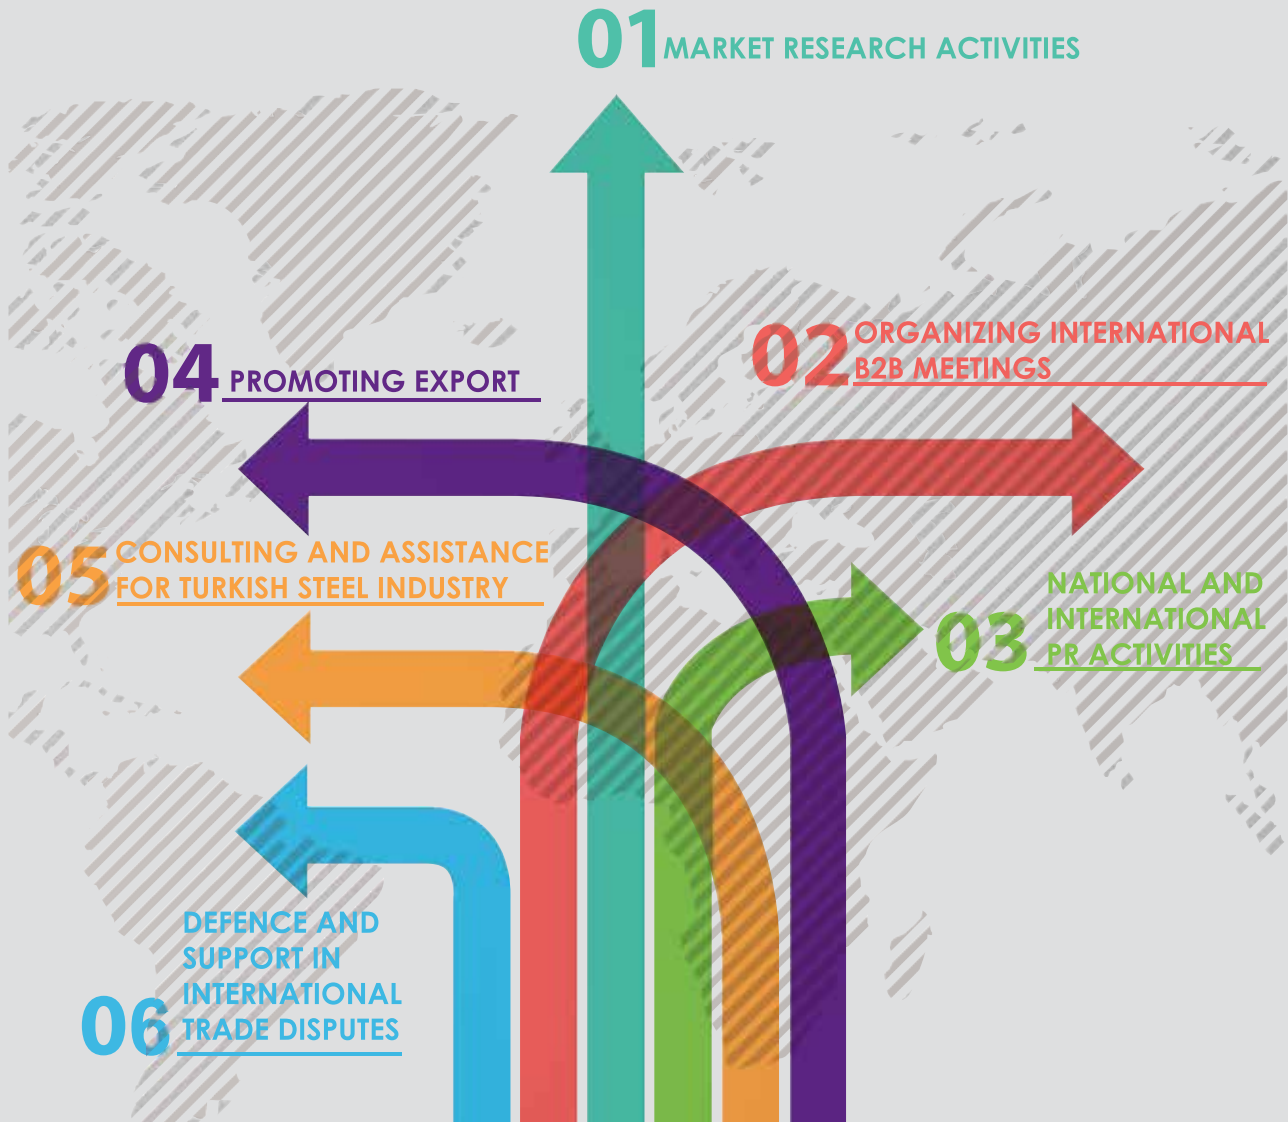 01 MARKET RESEARCH ACTIVITIES
02 ORGANIZING INTERNATIONAL
B2B MEETINGS
03 NATIONAL AND
INTERNATIONAL
PR ACTIVITIES
04 PROMOTING EXPORT
05 CONSULTING AND ASSISTANCE
FOR TURKISH STEEL INDUSTRY
06 DEFENCE AND
SUPPORT IN
INTERNATIONAL
TRADE DISPUTES